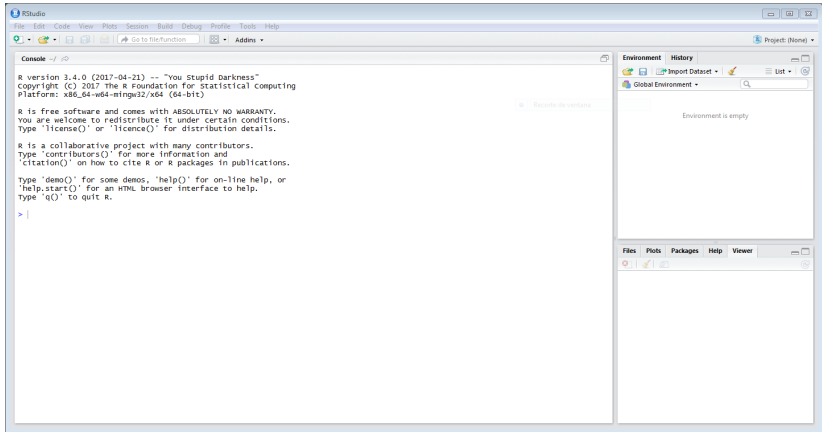 RStudio
File Edit Code View Plots Session Build Debug Profile Tools Help
Go to file/function Addins Project: (None)
Console ~/
R version 3.4.0 (2017-04-21) -- "You Stupid Darkness"
Copyright (C) 2017 The R Foundation for Statistical Computing
Platform: x86_64-w64-mingw32/x64 (64-bit)
R is free software and comes with ABSOLUTELY NO WARRANTY.
You are welcome to redistribute it under certain conditions.
Type 'license()' or 'licence()' for distribution details.
R is a collaborative project with many contributors.
Type 'contributors()' for more information and
'citation()' on how to cite R or R packages in publications.
Type 'demo()' for some demos, 'help()' for on-line help, or
'help.start()' for an HTML browser interface to help.
Type 'q()' to quit R.
>
Environment History
Import Dataset List
Global Environment
Environment is empty
Files Plots Packages Help Viewer